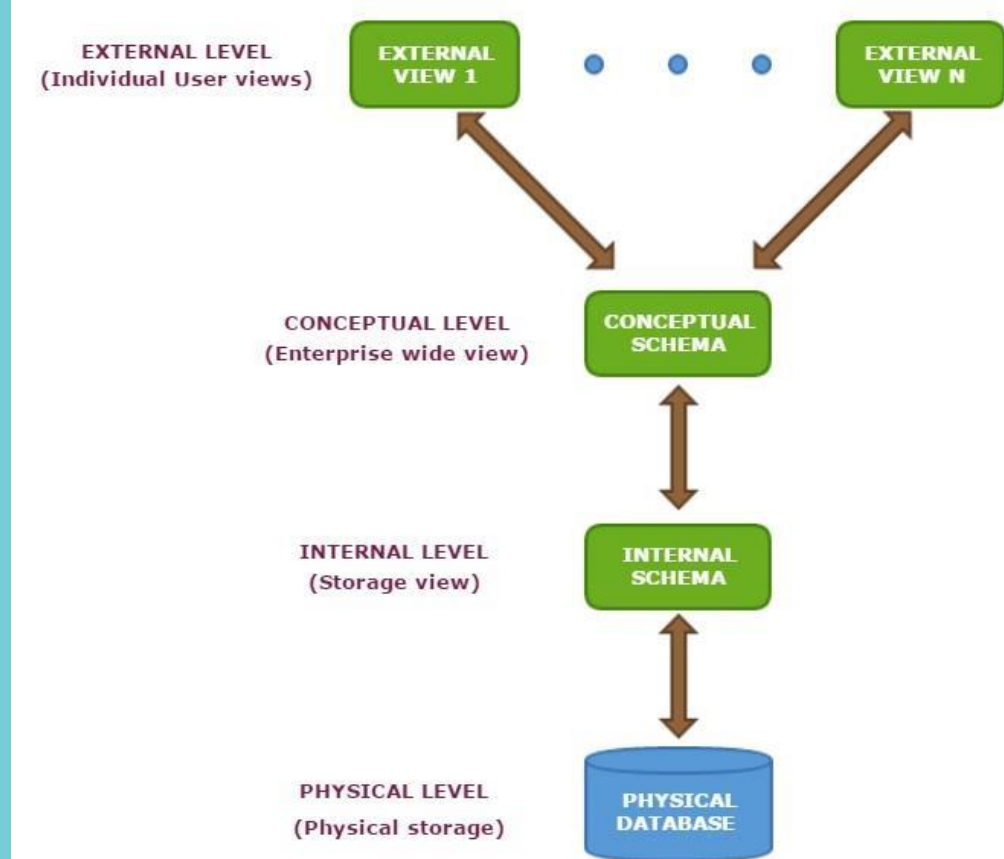 EXTERNAL LEVEL
(Individual User views)
EXTERNAL
VIEW 1
EXTERNAL
VIEW N
CONCEPTUAL LEVEL
(Enterprise wide view)
CONCEPTUAL
SCHEMA
INTERNAL LEVEL
(Storage view)
INTERNAL
SCHEMA
PHYSICAL LEVEL
(Physical storage)
PHYSICAL
DATABASE